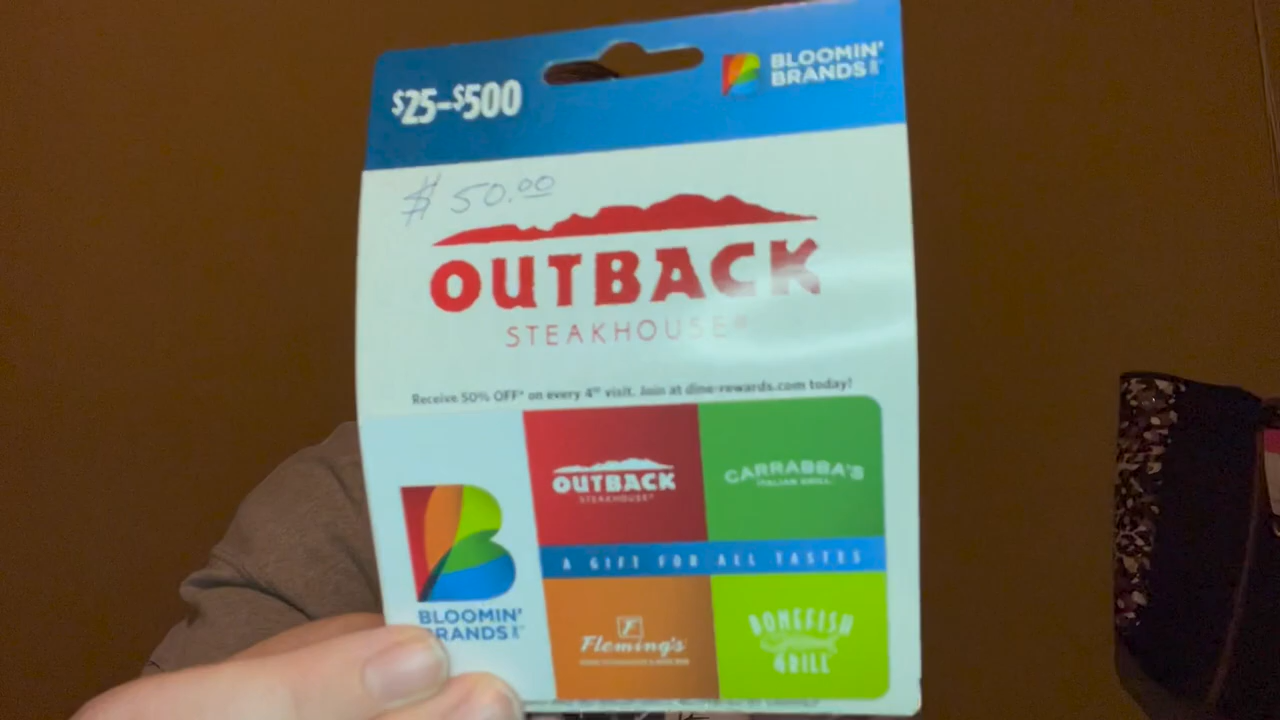 $25–$500
BLOOMIN'
BRANDS
$ 50.00
OUTBACK
STEAKHOUSE®
Receive 50% OFF* on every 4th visit. Join at dine-rewards.com today!
OUTBACK
STEAKHOUSE®
CARRABBA'S
ITALIAN GRILL
A GIFT FOR ALL TASTES
BLOOMIN'
BRANDS
Fleming's
BONEFISH
GRILL